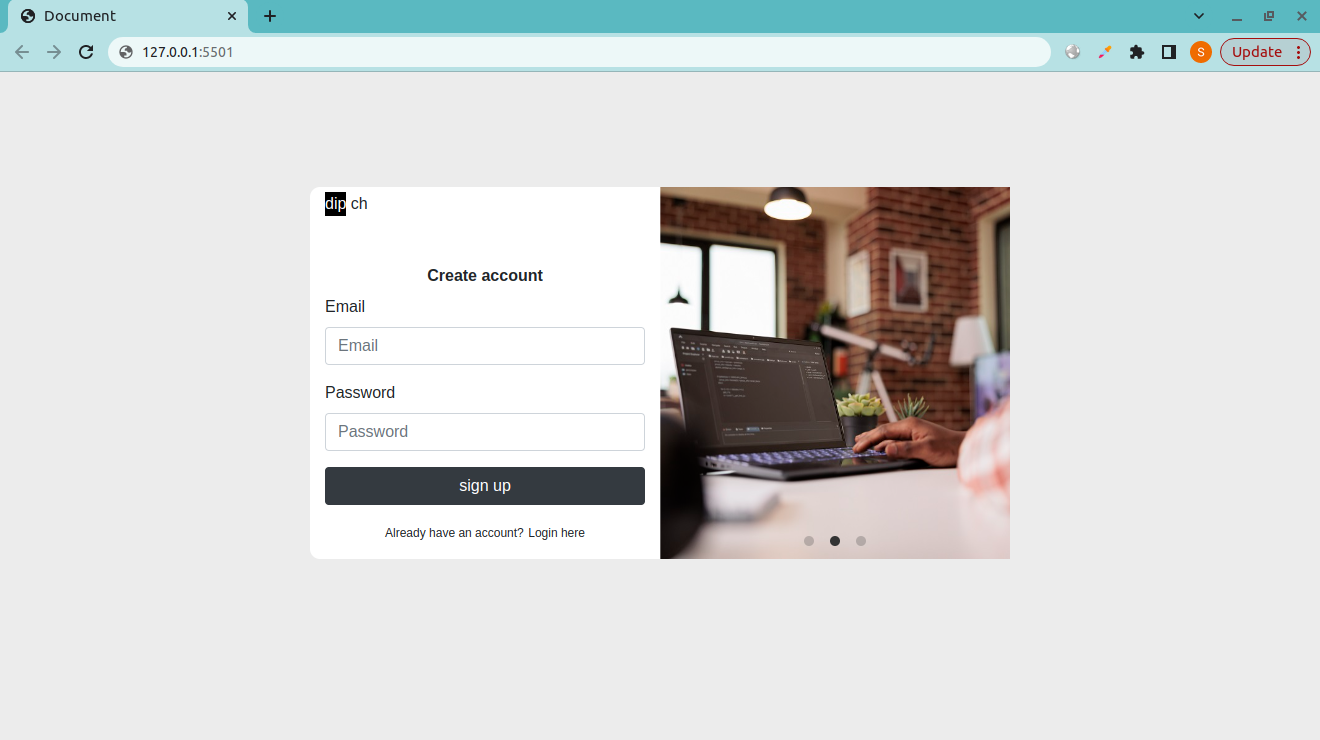 Document
127.0.0.1:5501
S
Update
dip ch
Create account
Email
Email
Password
Password
sign up
Already have an account? Login here